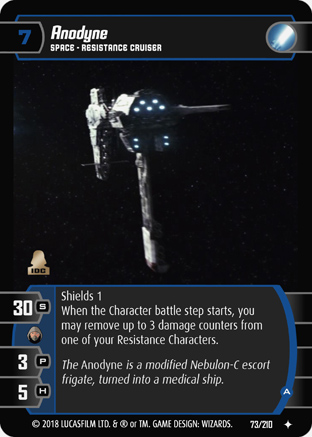 7
Anodyne
SPACE - RESISTANCE CRUISER
IDC
30 S
3 P
5 H
Shields 1
When the Character battle step starts, you
may remove up to 3 damage counters from
one of your Resistance Characters.
The Anodyne is a modified Nebulon-C escort
frigate, turned into a medical ship.
A
© 2018 LUCASFILM LTD. & ® or TM. GAME DESIGN: WIZARDS. 73/210